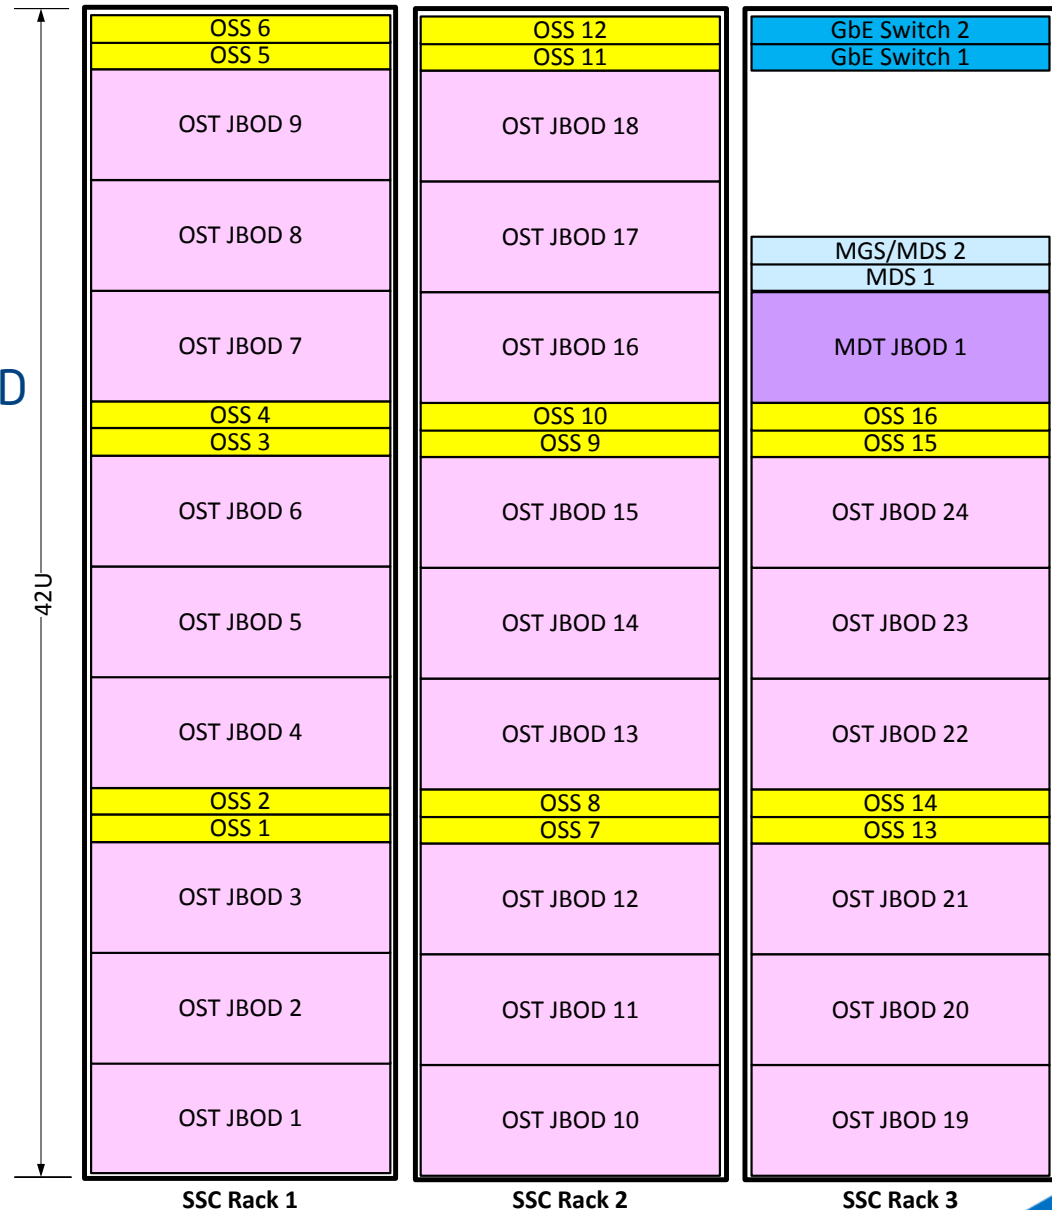 D
42U
OSS 6
OSS 5
OST JBOD 9
OST JBOD 8
OST JBOD 7
OSS 4
OSS 3
OST JBOD 6
OST JBOD 5
OST JBOD 4
OSS 2
OSS 1
OST JBOD 3
OST JBOD 2
OST JBOD 1
SSC Rack 1
OSS 12
OSS 11
OST JBOD 18
OST JBOD 17
OST JBOD 16
OSS 10
OSS 9
OST JBOD 15
OST JBOD 14
OST JBOD 13
OSS 8
OSS 7
OST JBOD 12
OST JBOD 11
OST JBOD 10
SSC Rack 2
GbE Switch 2
GbE Switch 1
MGS/MDS 2
MDS 1
MDT JBOD 1
OSS 16
OSS 15
OST JBOD 24
OST JBOD 23
OST JBOD 22
OSS 14
OSS 13
OST JBOD 21
OST JBOD 20
OST JBOD 19
SSC Rack 3